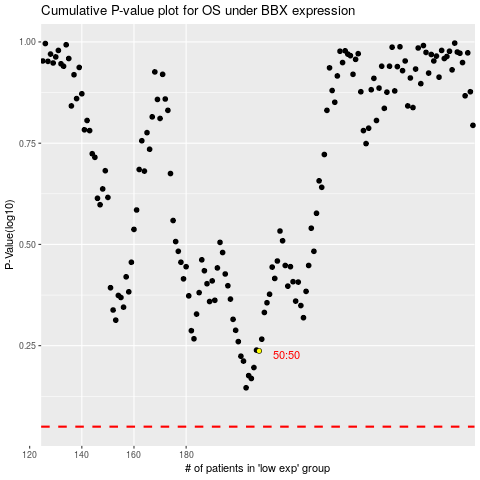 Cumulative P-value plot for OS under BBX expression
P-Value(log10)
1.00
0.75
0.50
0.25
50:50
120 140 160 180
# of patients in 'low exp' group